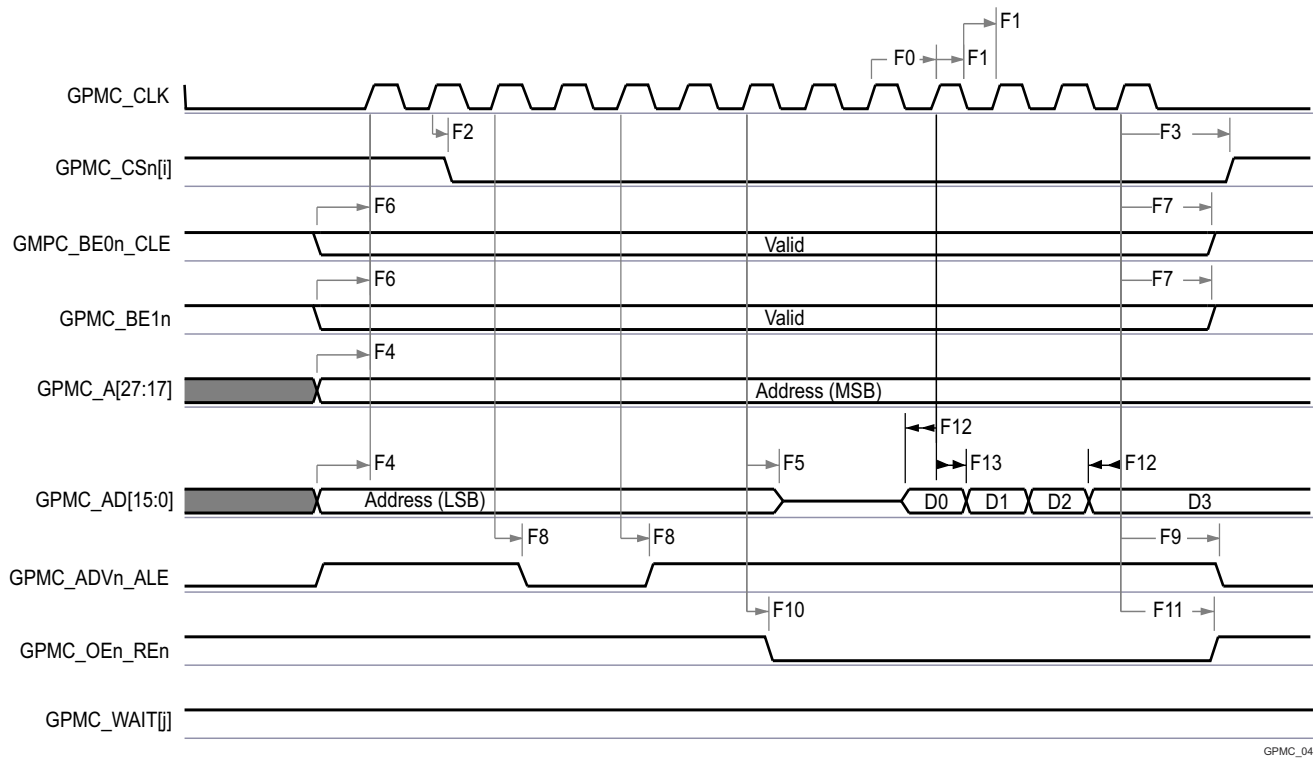 F1
F0 F1
GPMC_CLK
F2 F3
GPMC_CSn[i]
F6 F7
GMPC_BE0n_CLE Valid
F6 F7
GPMC_BE1n Valid
F4
GPMC_A[27:17] Address (MSB)
F12
F4 F5 F13 F12
GPMC_AD[15:0] Address (LSB) D0 D1 D2 D3
F8 F8 F9
GPMC_ADVn_ALE
F10 F11
GPMC_OEn_REn
GPMC_WAIT[j]
GPMC_04